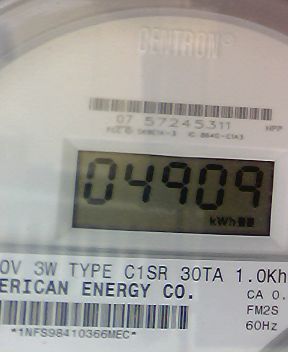 CENTRON®
07 57245311
04909
kWh
0V 3W TYPE C1SR 30TA 1.0Kh
ERICAN ENERGY CO.
CA 0.
FM2S
60Hz
*1NFS98410366MEC*